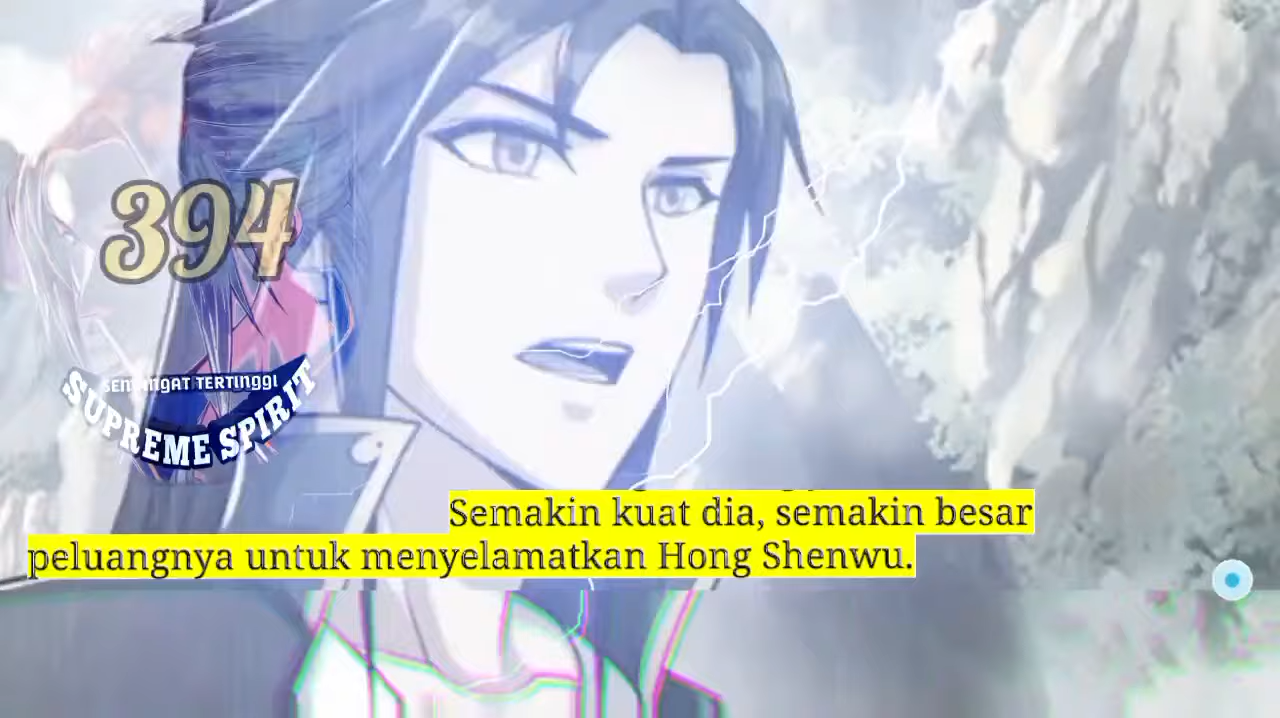 394
SEMANGAT TERTINGGI
SUPREME SPIRIT
Semakin kuat dia, semakin besar
peluangnya untuk menyelamatkan Hong Shenwu.